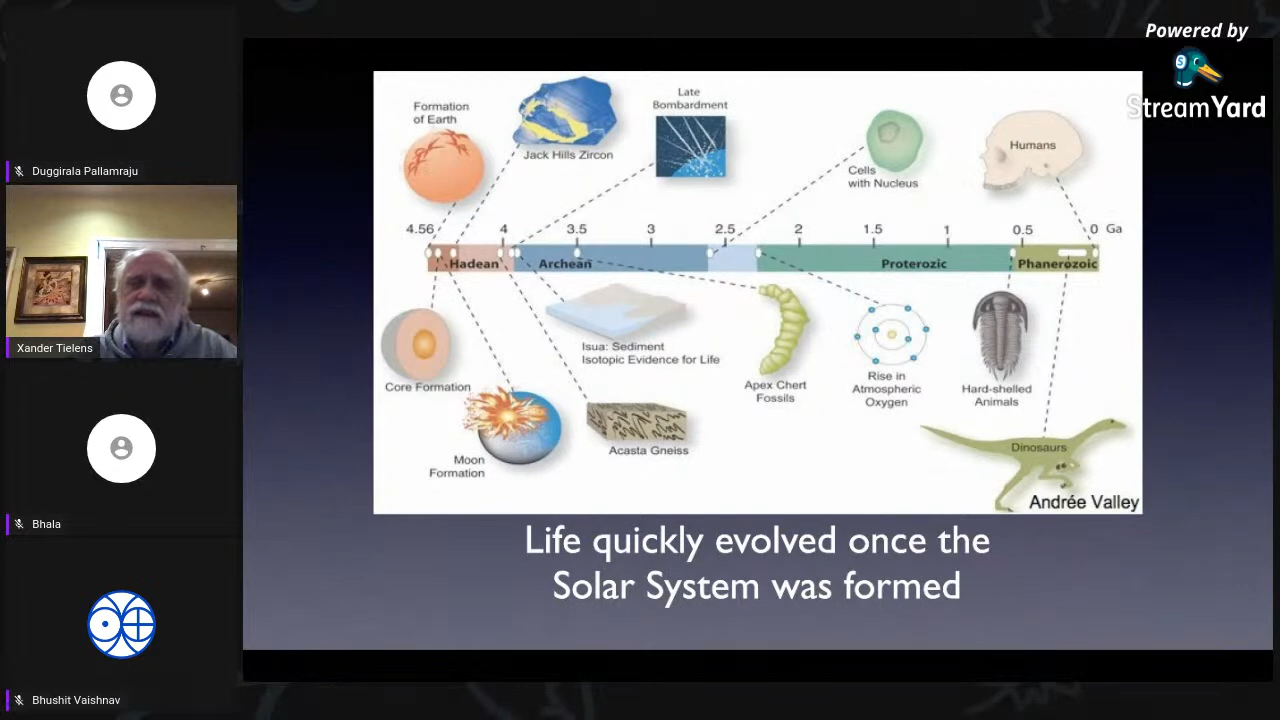 Powered by
StreamYard
Duggirala Pallamraju
Xander Tielens
Bhala
Bhushit Vaishnav
Formation
of Earth
Jack Hills Zircon
Late
Bombardment
Cells
with Nucleus
Humans
4.56 4 3.5 3 2.5 2 1.5 1 0.5 0 Ga
Hadean Archean Proterozic Phanerozoic
Core Formation
Isua: Sediment
Isotopic Evidence for Life
Apex Chert
Fossils
Rise in
Atmospheric
Oxygen
Hard-shelled
Animals
Moon
Formation
Acasta Gneiss
Dinosaurs
Andrée Valley
Life quickly evolved once the
Solar System was formed